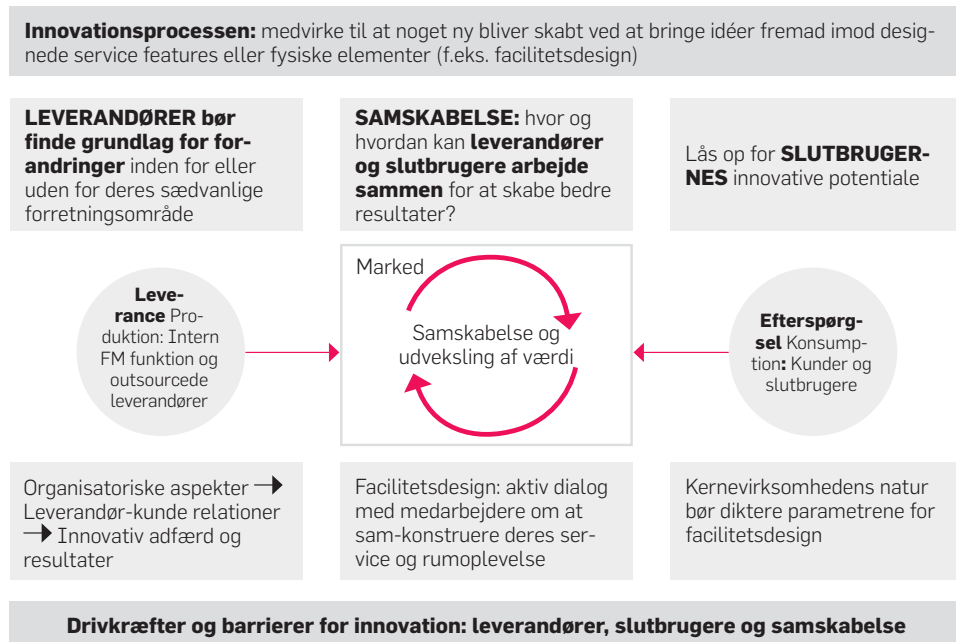 Innovationsprocessen: medvirke til at noget ny bliver skabt ved at bringe idéer fremad imod desig-
nede service features eller fysiske elementer (f.eks. facilitetsdesign)
LEVERANDØRER bør
finde grundlag for for-
andringer inden for eller
uden for deres sædvanlige
forretningsområde
SAMSKABELSE: hvor og
hvordan kan leverandører
og slutbrugere arbejde
sammen for at skabe bedre
resultater?
Lås op for SLUTBRUGER-
NES innovative potentiale
Leve-
rance Pro-
duktion: Intern
FM funktion og
outsourcede
leverandører
Marked
Samskabelse og
udveksling af værdi
Efterspørg-
sel Konsump-
tion: Kunder og
slutbrugere
Organisatoriske aspekter →
Leverandør-kunde relationer
→ Innovativ adfærd og
resultater
Facilitetsdesign: aktiv dialog
med medarbejdere om at
sam-konstruere deres ser-
vice og rumoplevelse
Kernevirksomhedens natur
bør diktere parametrene for
facilitetsdesign
Drivkræfter og barrierer for innovation: leverandører, slutbrugere og samskabelse